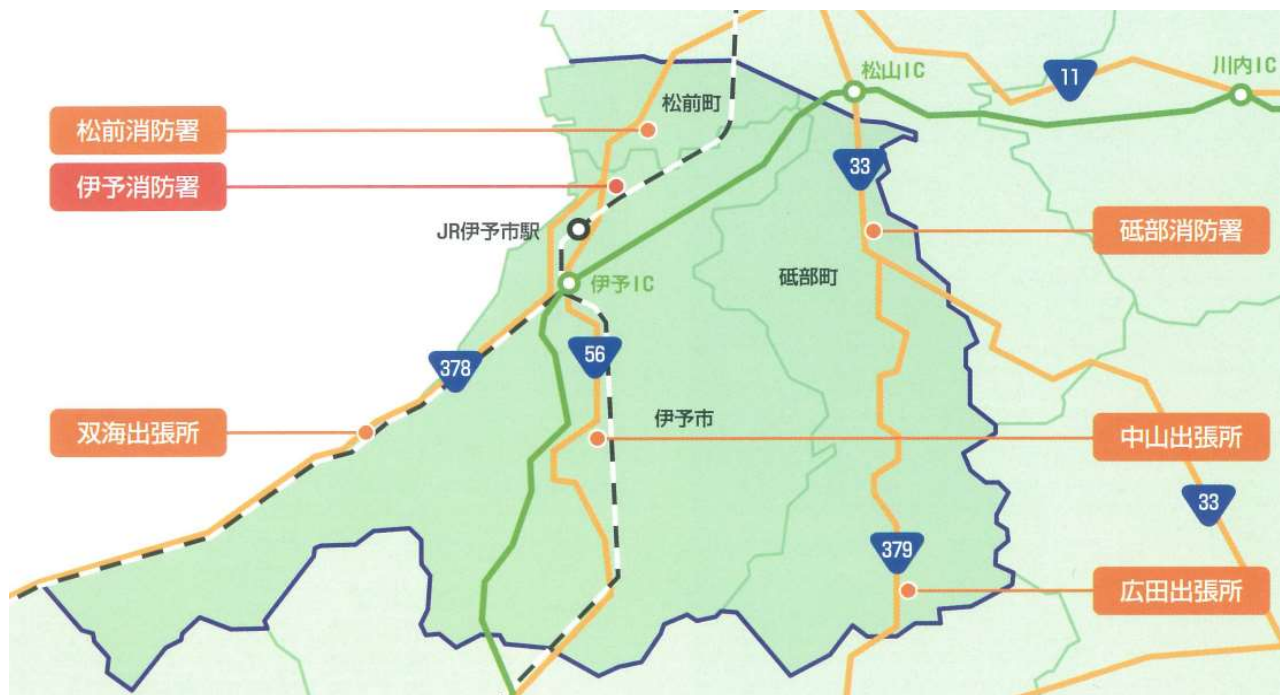 松山IC
11
川内IC
松前町
松前消防署
伊予消防署
33
JR伊予市駅
砥部消防署
伊予IC
砥部町
378
56
双海出張所
伊予市
中山出張所
33
379
広田出張所